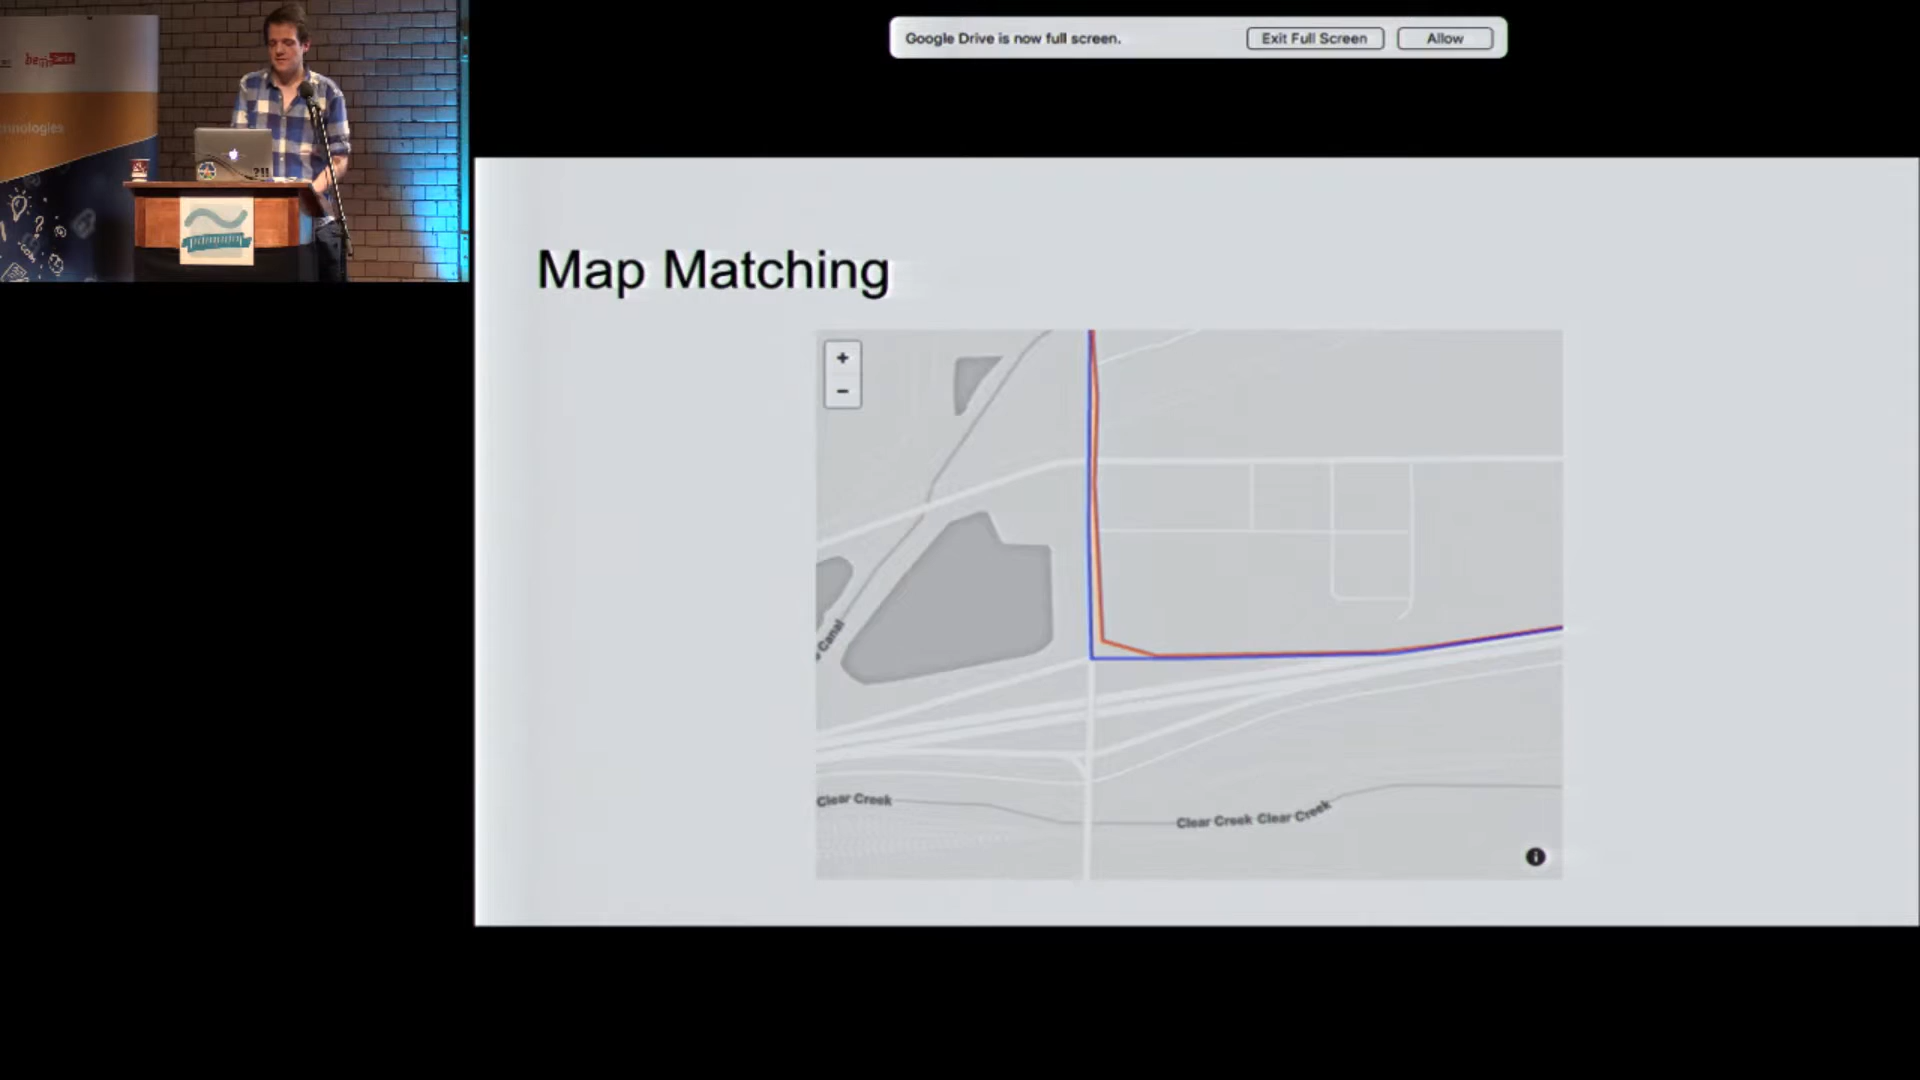 Google Drive is now full screen.
Exit Full Screen
Allow
nnologies
?!!
Map Matching
+
−
Canal
Clear Creek
Clear Creek Clear Creek
i